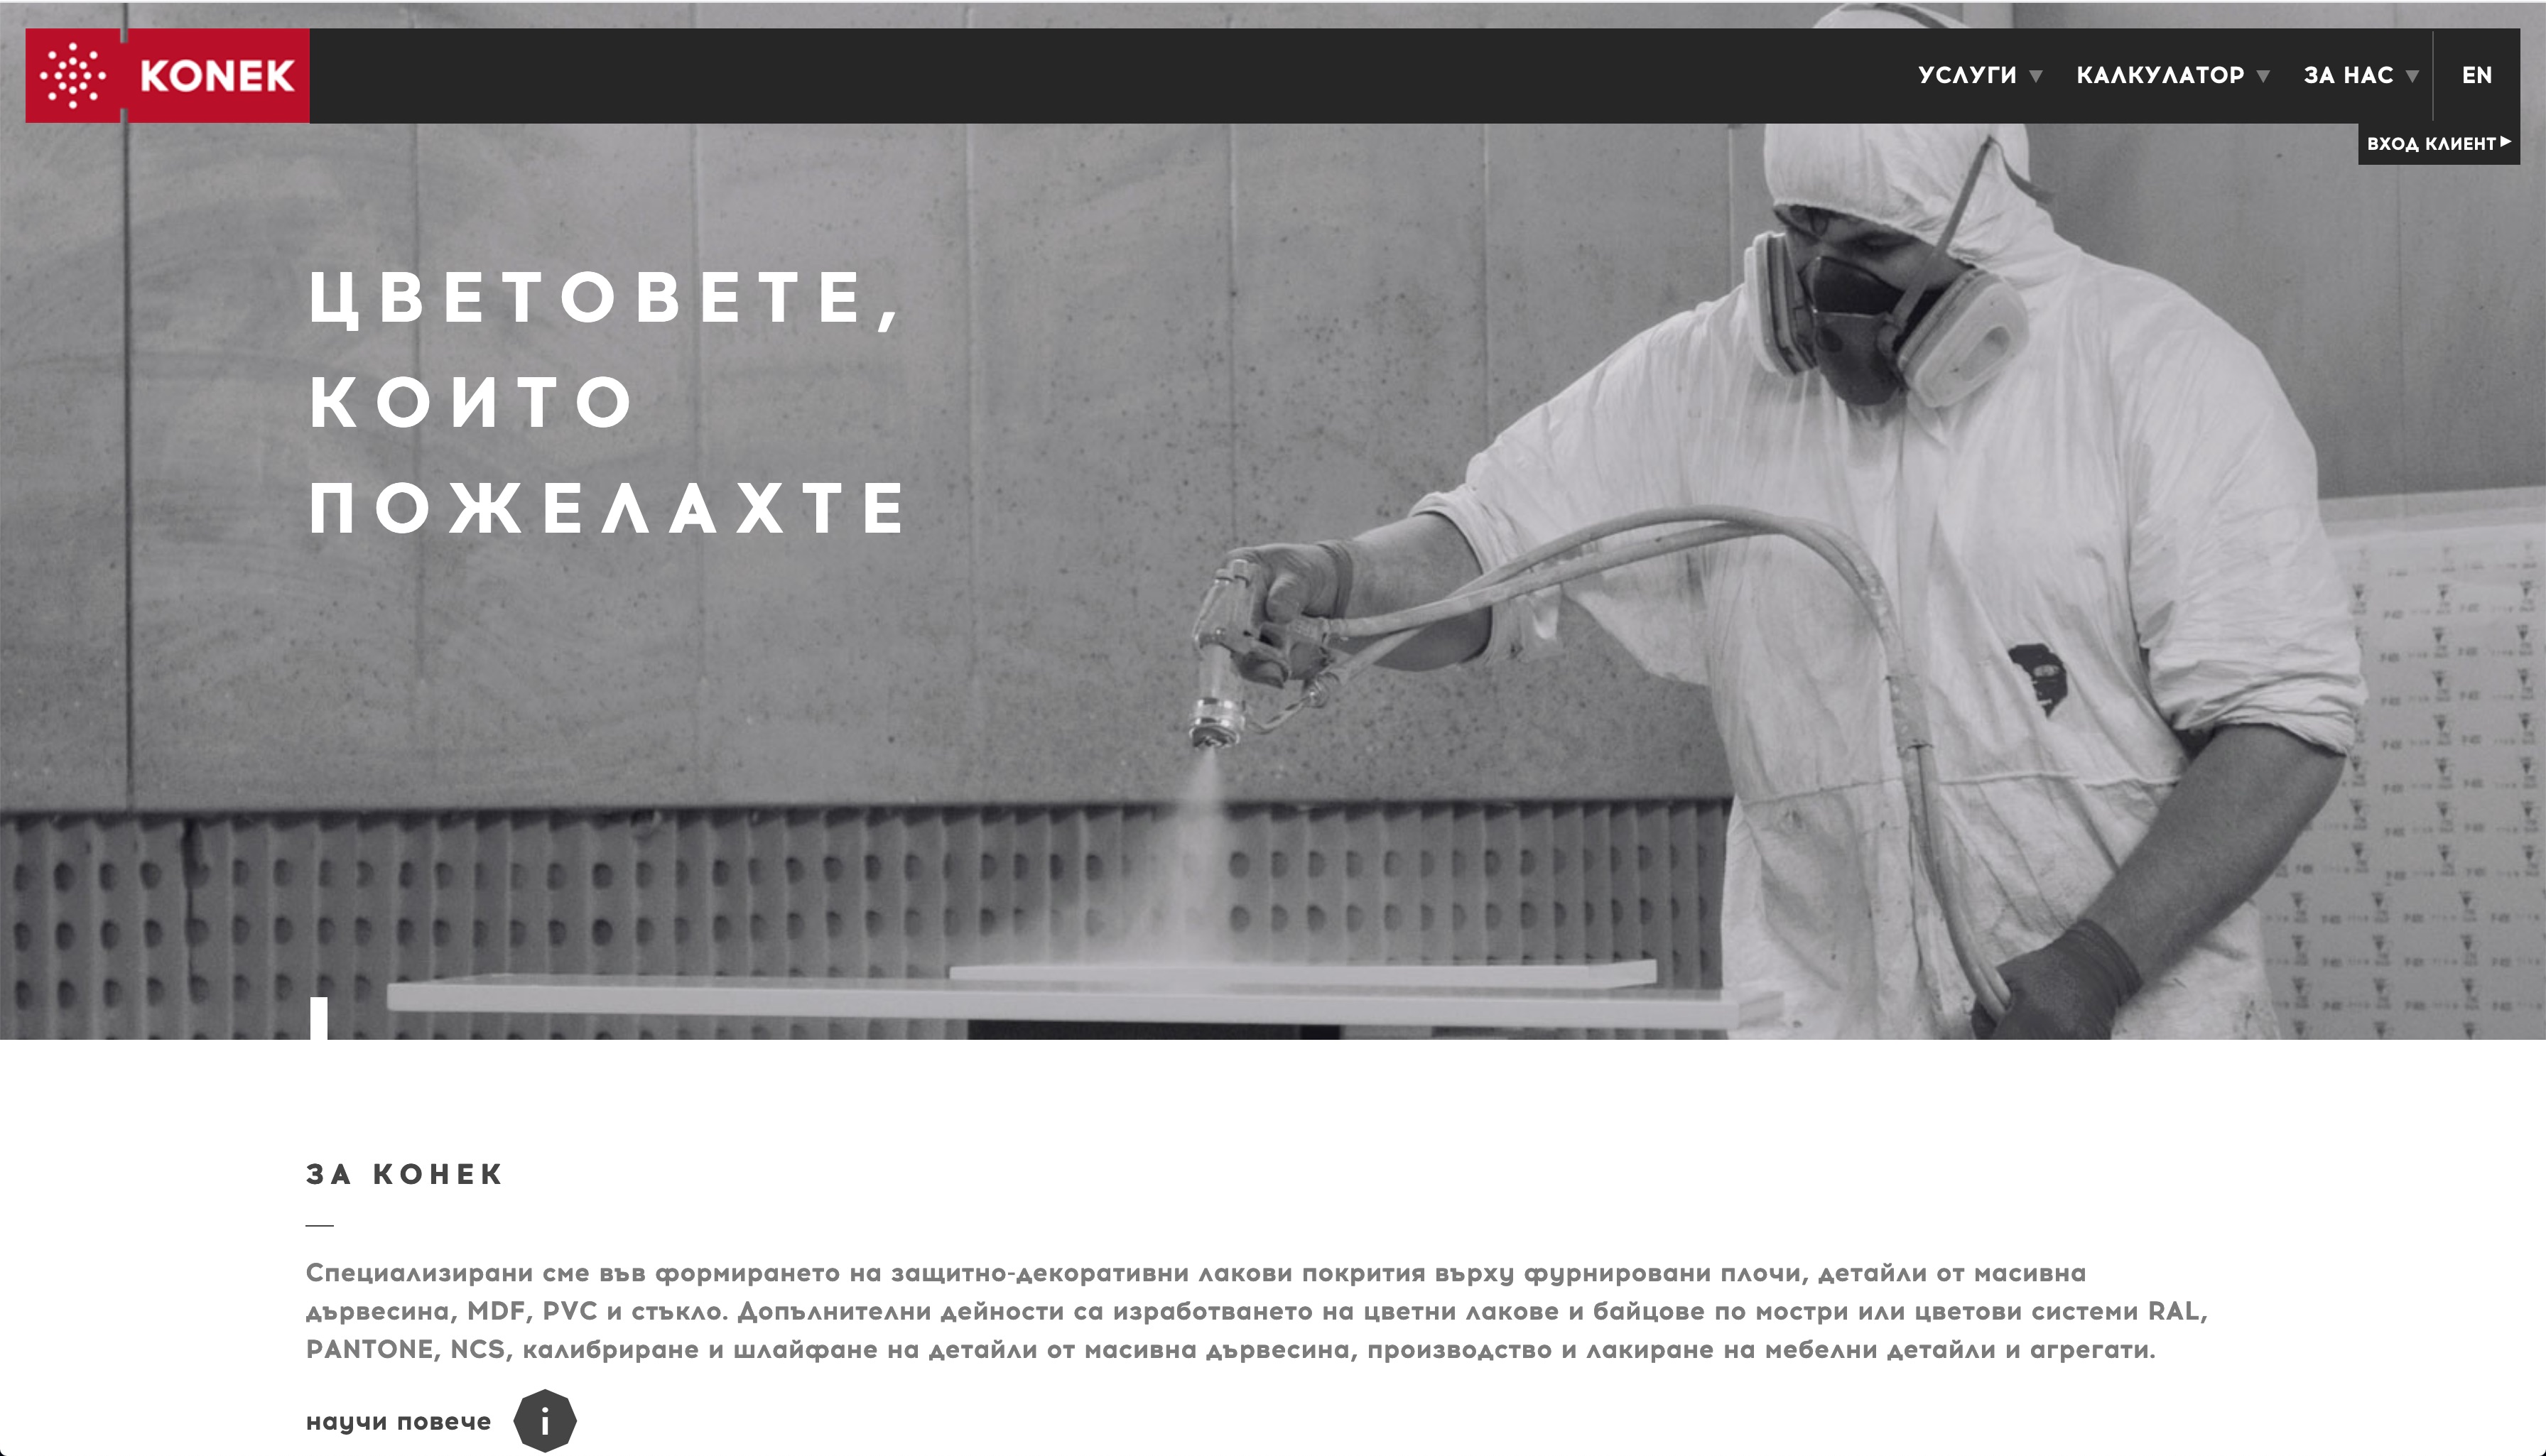 KONEK
УСЛУГИ ▼ КАЛКУЛАТОР ▼ ЗА НАС ▼ EN
ВХОД КЛИЕНТ ▶
ЦВЕТОВЕТЕ,
КОИТО
ПОЖЕЛАХТЕ
ЗА КОНЕК
Специализирани сме във формирането на защитно-декоративни лакови покрития върху фурнировани плочи, детайли от масивна
дървесина, MDF, PVC и стъкло. Допълнителни дейности са изработването на цветни лакове и байцове по мостри или цветови системи RAL,
PANTONE, NCS, калибриране и шлайфане на детайли от масивна дървесина, производство и лакиране на мебелни детайли и агрегати.
научи повече i